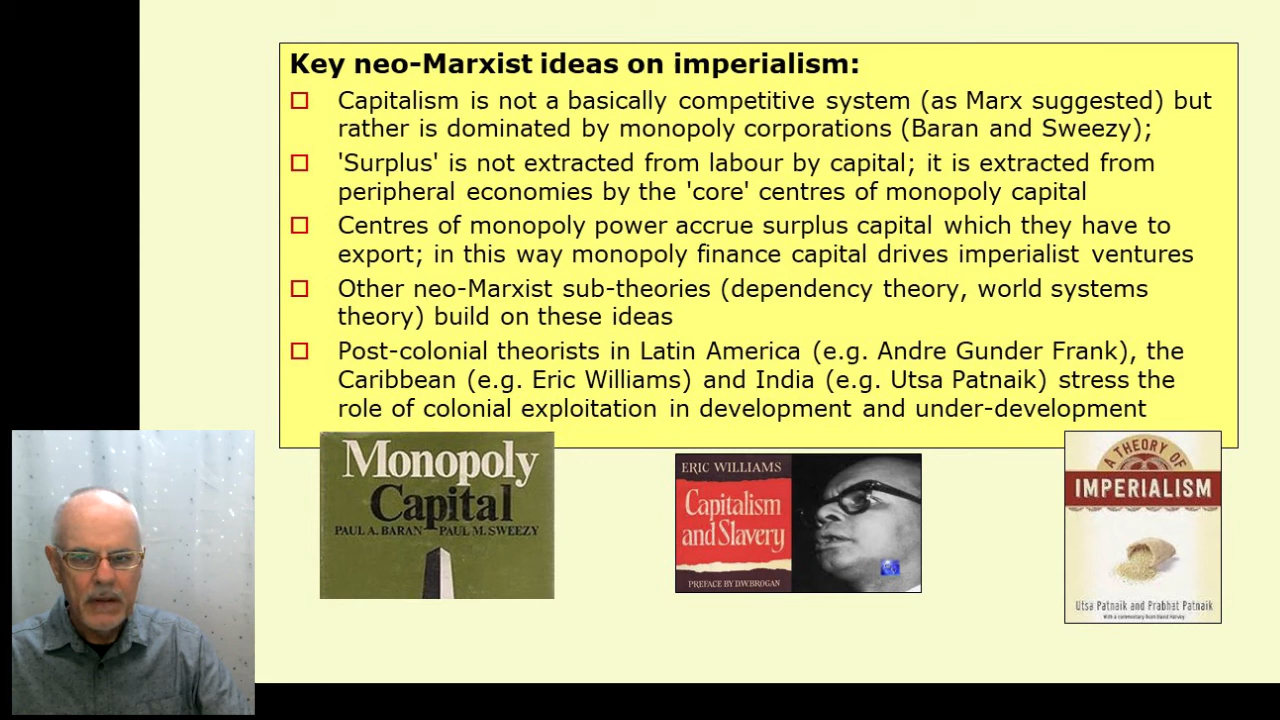 Key neo-Marxist ideas on imperialism:
Capitalism is not a basically competitive system (as Marx suggested) but
rather is dominated by monopoly corporations (Baran and Sweezy);
'Surplus' is not extracted from labour by capital; it is extracted from
peripheral economies by the 'core' centres of monopoly capital
Centres of monopoly power accrue surplus capital which they have to
export; in this way monopoly finance capital drives imperialist ventures
Other neo-Marxist sub-theories (dependency theory, world systems
theory) build on these ideas
Post-colonial theorists in Latin America (e.g. Andre Gunder Frank), the
Caribbean (e.g. Eric Williams) and India (e.g. Utsa Patnaik) stress the
role of colonial exploitation in development and under-development
Monopoly
Capital
PAUL A. BARAN PAUL M. SWEEZY
ERIC WILLIAMS
Capitalism
and Slavery
PREFACE BY D.W. BROGAN
A THEORY OF
IMPERIALISM
Utsa Patnaik and Prabhat Patnaik
With a commentary from David Harvey